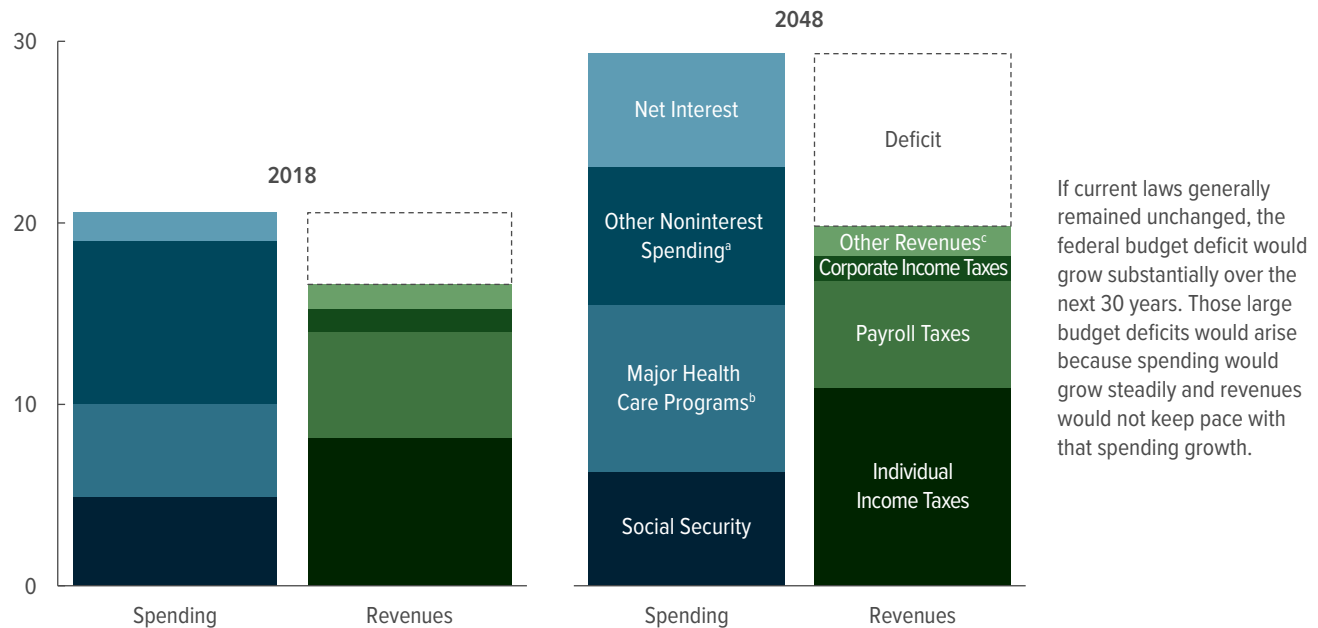 2048
30
Net Interest
Deficit
2018
20
Other Noninterest
Spendingᵃ
Other Revenuesᶜ
Corporate Income Taxes
Payroll Taxes
10
Major Health
Care Programsᵇ
Individual
Income Taxes
Social Security
0
Spending
Revenues
Spending
Revenues
If current laws generally
remained unchanged, the
federal budget deficit would
grow substantially over the
next 30 years. Those large
budget deficits would arise
because spending would
grow steadily and revenues
would not keep pace with
that spending growth.